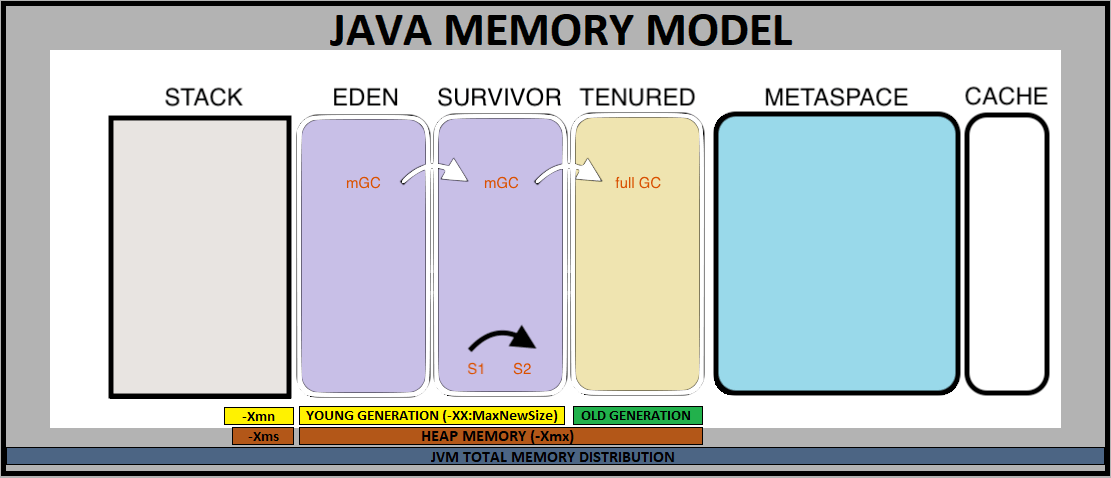 JAVA MEMORY MODEL
STACK EDEN SURVIVOR TENURED METASPACE CACHE
mGC mGC full GC
S1 S2
-Xmn YOUNG GENERATION (-XX:MaxNewSize) OLD GENERATION
-Xms HEAP MEMORY (-Xmx)
JVM TOTAL MEMORY DISTRIBUTION